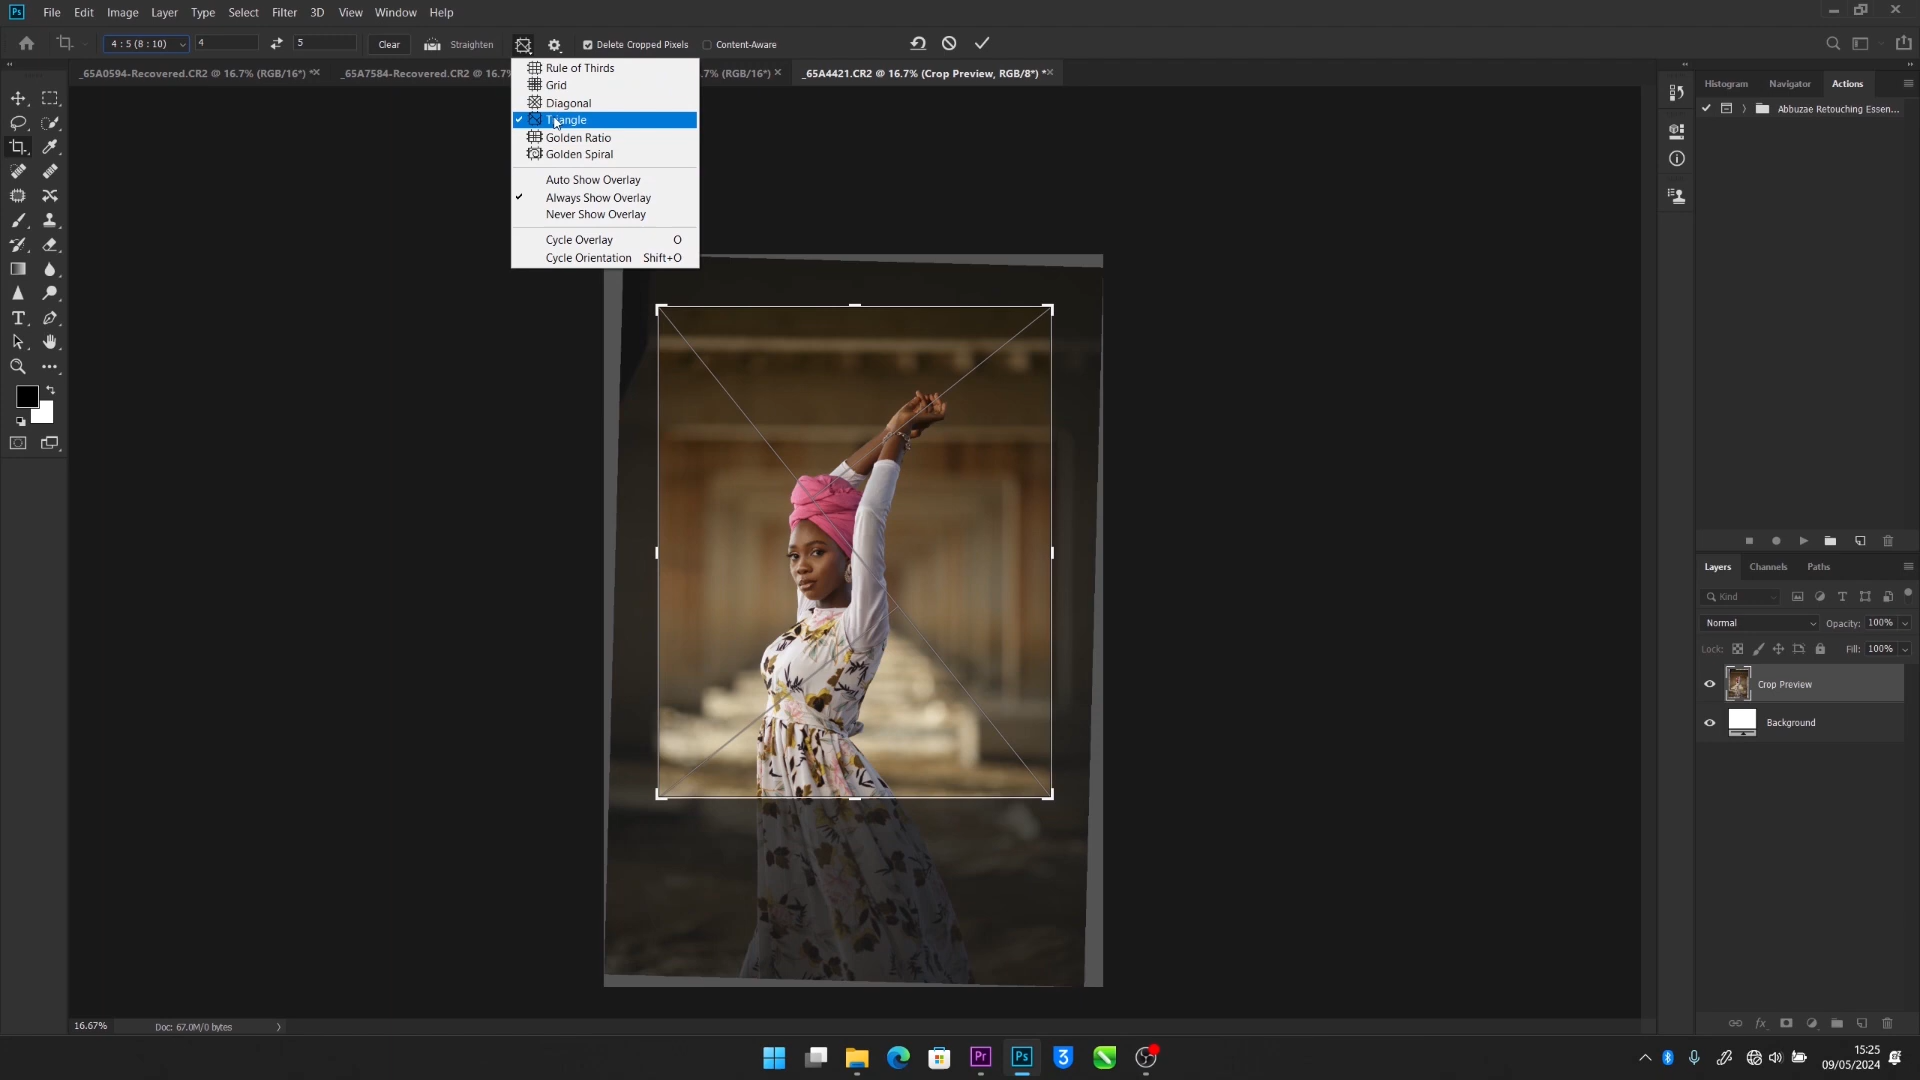 Ps File Edit Image Layer Type Select Filter 3D View Window Help
4 : 5 (8 : 10) 4 5 Clear Straighten Delete Cropped Pixels Content-Aware
_65A0594-Recovered.CR2 @ 16.7% (RGB/16*) * _65A7584-Recovered.CR2 @ 16.7% .7% (RGB/16*) _65A4421.CR2 @ 16.7% (Crop Preview, RGB/8*) *
Rule of Thirds
Grid
Diagonal
Triangle
Golden Ratio
Golden Spiral
Auto Show Overlay
Always Show Overlay
Never Show Overlay
Cycle Overlay O
Cycle Orientation Shift+O
Histogram Navigator Actions
Abbuzae Retouching Essen...
Layers Channels Paths
Kind
Normal Opacity: 100%
Lock: Fill: 100%
Crop Preview
Background
fx
16.67% Doc: 67.0M/0 bytes
Pr Ps 3
15:25
09/05/2024